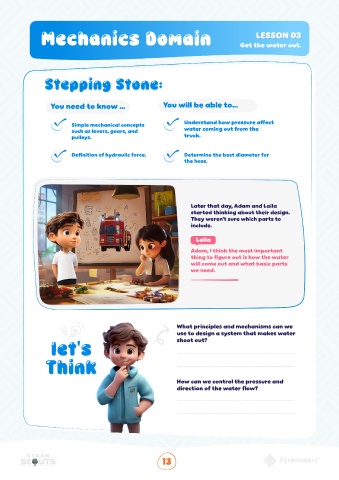 Mechanics Domain
LESSON 03
Get the water out.
Stepping Stone:
You need to know ...
You will be able to...
Simple mechanical concepts
such as levers, gears, and
pulleys.
Understand how pressure affect
water coming out from the
truck.
Definition of hydraulic force.
Determine the best diameter for
the hose.
Later that day, Adam and Laila
started thinking about their design.
They weren't sure which parts to
include.
Laila
Adam, I think the most important
thing to figure out is how the water
will come out and what basic parts
we need.
let's
Think
What principles and mechanisms can we
use to design a system that makes water
shoot out?
How can we control the pressure and
direction of the water flow?
SCOUTS
13
Pyramakerz